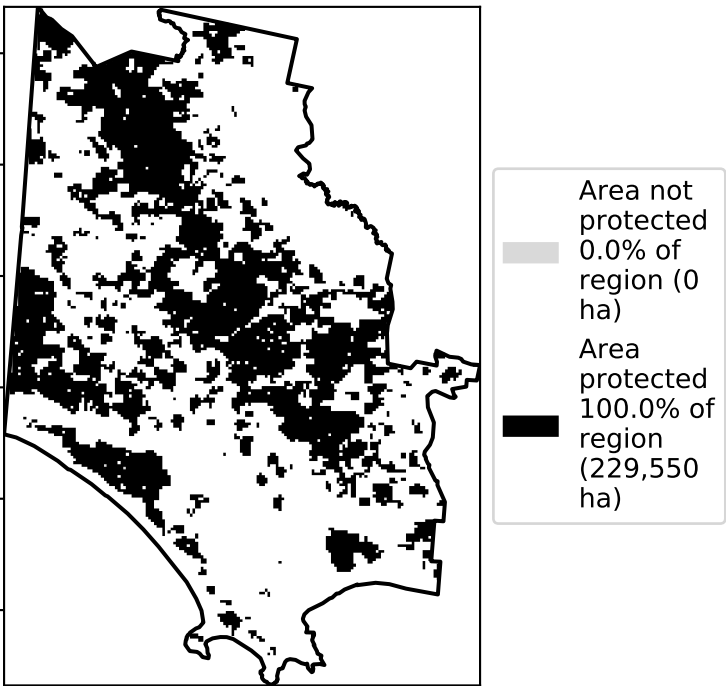 Area not
protected
0.0% of
region (0
ha)
Area
protected
100.0% of
region
(229,550
ha)